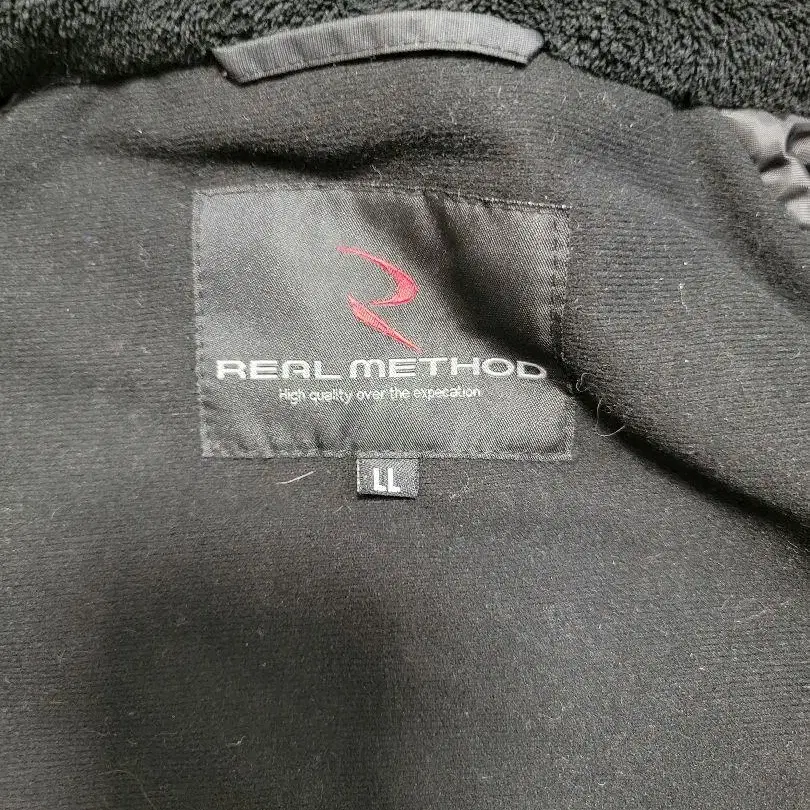 REAL METHOD
High quality over the expecation
LL